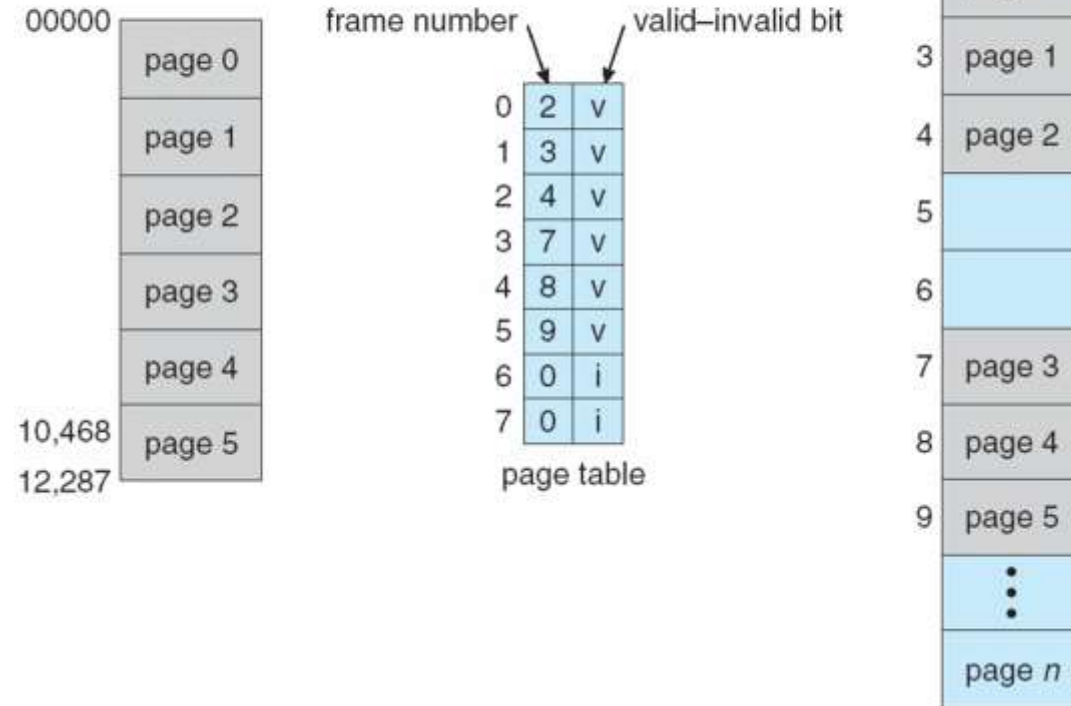 00000
page 0
page 1
page 2
page 3
page 4
10,468
page 5
12,287
frame number
valid–invalid bit
0 2 v
1 3 v
2 4 v
3 7 v
4 8 v
5 9 v
6 0 i
7 0 i
page table
3 page 1
4 page 2
5
6
7 page 3
8 page 4
9 page 5
page n